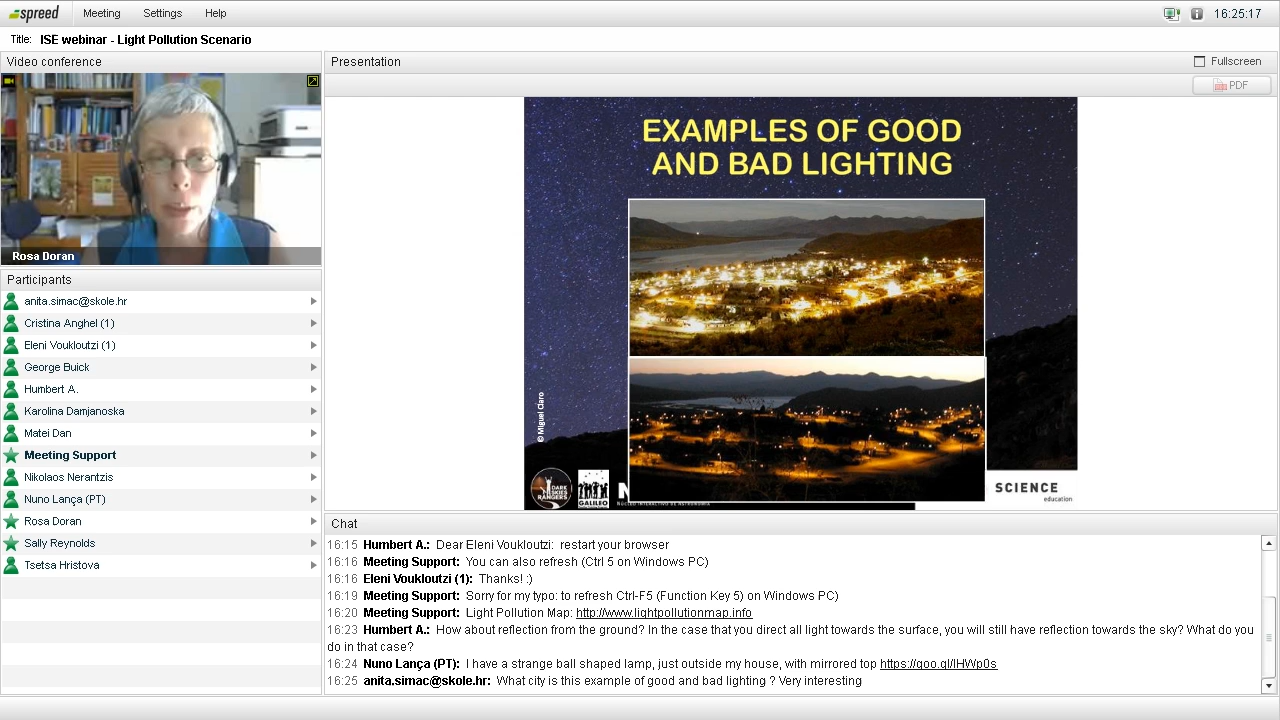 spreed Meeting Settings Help 16:25:17
Title: ISE webinar - Light Pollution Scenario
Video conference
Rosa Doran
Participants
anita.simac@skole.hr
Cristina Anghel (1)
Eleni Voukloutzi (1)
George Buick
Humbert A.
Karolina Damjanoska
Matei Dan
Meeting Support
Nikolaos Nerantzis
Nuno Lança (PT)
Rosa Doran
Sally Reynolds
Tsetsa Hristova
Presentation Fullscreen
PDF
EXAMPLES OF GOOD
AND BAD LIGHTING
© Miguel Claro
DARK
SKIES
RANGERS
GALILEO
N
NÚCLEO INTERACTIVO DE ASTRONOMIA
SCIENCE
education
Chat
16:15 Humbert A.: Dear Eleni Voukloutzi: restart your browser
16:16 Meeting Support: You can also refresh (Ctrl 5 on Windows PC)
16:16 Eleni Voukloutzi (1): Thanks! :)
16:19 Meeting Support: Sorry for my typo: to refresh Ctrl-F5 (Function Key 5) on Windows PC)
16:20 Meeting Support: Light Pollution Map: http://www.lightpollutionmap.info
16:23 Humbert A.: How about reflection from the ground? In the case that you direct all light towards the surface, you will still have reflection towards the sky? What do you
do in that case?
16:24 Nuno Lança (PT): I have a strange ball shaped lamp, just outside my house, with mirrored top https://goo.gl/IHWp0s
16:25 anita.simac@skole.hr: What city is this example of good and bad lighting ? Very interesting